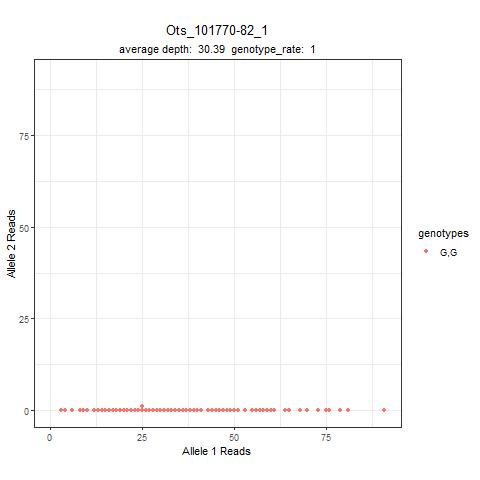 Ots_101770-82_1
average depth: 30.39 genotype_rate: 1
75
50
25
0
Allele 2 Reads
0 25 50 75
Allele 1 Reads
genotypes
G,G